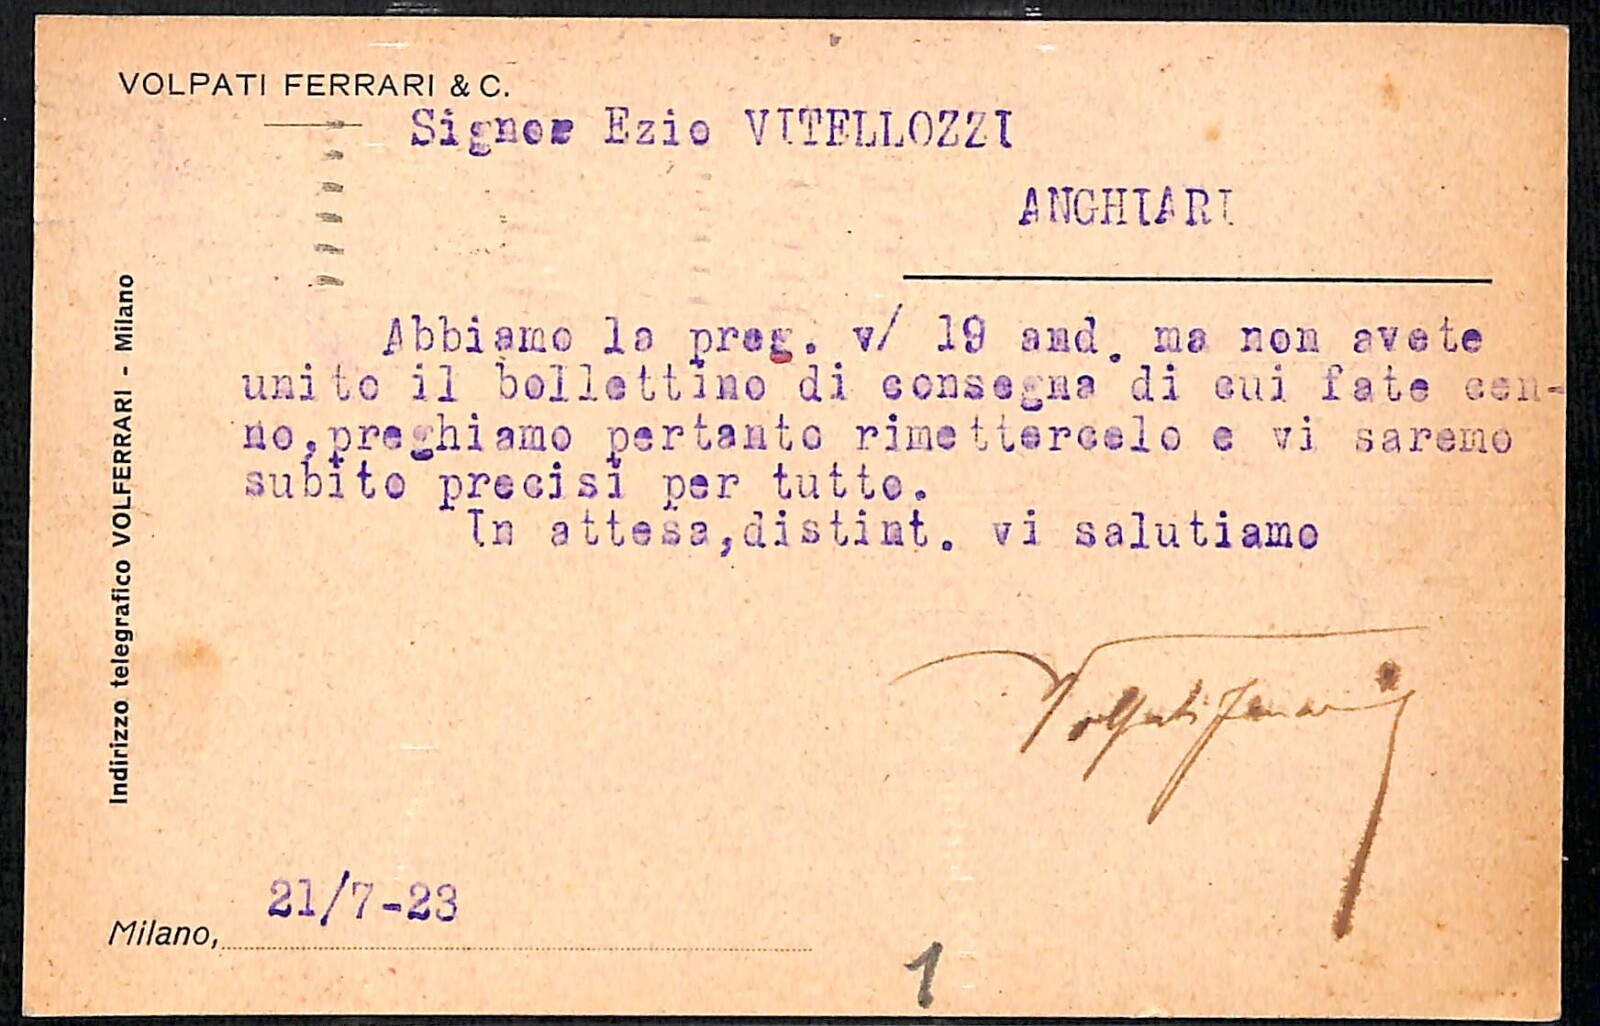 VOLPATI FERRARI & C.
Signor Ezio VITELLOZZI
ANGHIARI
Indirizzo telegrafico VOLFERRARI - Milano
Abbiamo la preg. v/ 19 and. ma non avete
unito il bollettino di consegna di cui fate cen-
no,preghiamo pertanto rimettercelo e vi saremo
subito precisi per tutto.
In attesa,distint. vi salutiamo
Volpati Ferrari
Milano, 21/7-23
1